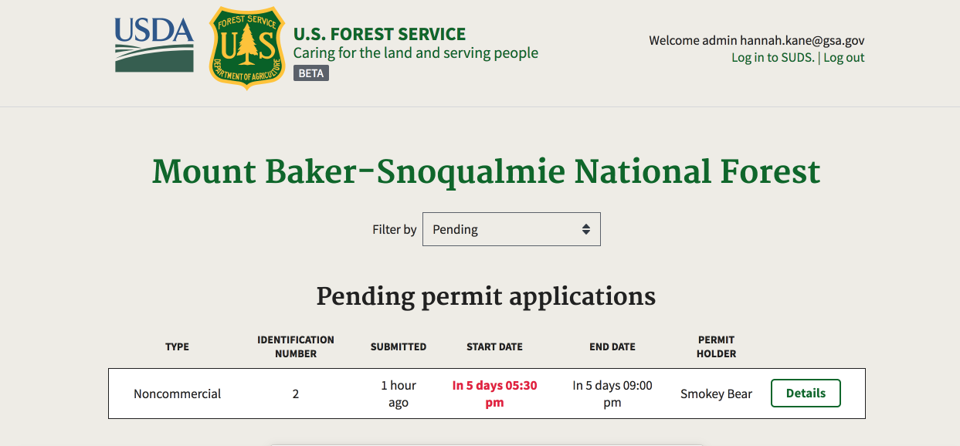 USDA
FOREST SERVICE
U S
DEPARTMENT OF AGRICULTURE
U.S. FOREST SERVICE
Caring for the land and serving people
BETA
Welcome admin hannah.kane@gsa.gov
Log in to SUDS. | Log out
Mount Baker-Snoqualmie National Forest
Filter by Pending
Pending permit applications
TYPE IDENTIFICATION NUMBER SUBMITTED START DATE END DATE PERMIT HOLDER
Noncommercial 2 1 hour ago In 5 days 05:30 pm In 5 days 09:00 pm Smokey Bear Details